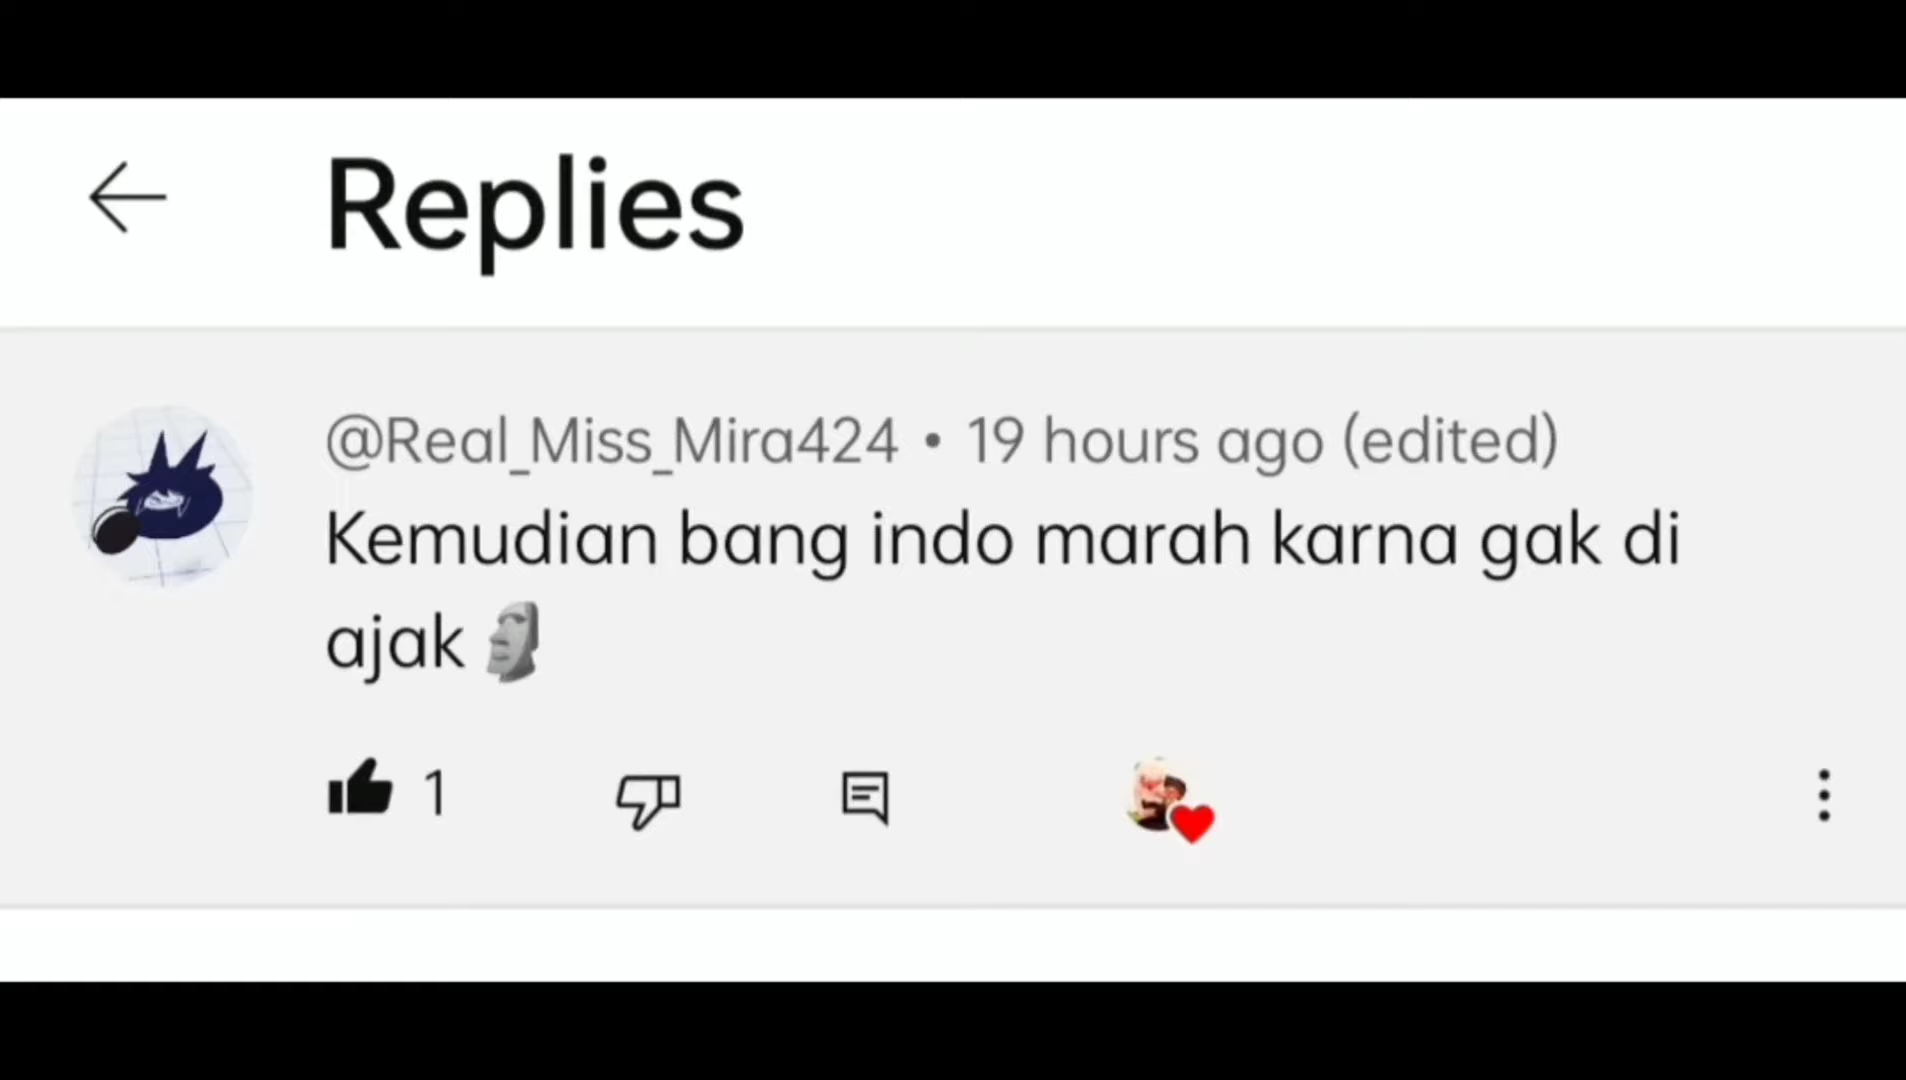 Replies
@Real_Miss_Mira424 • 19 hours ago (edited)
Kemudian bang indo marah karna gak di
ajak 🗿
1